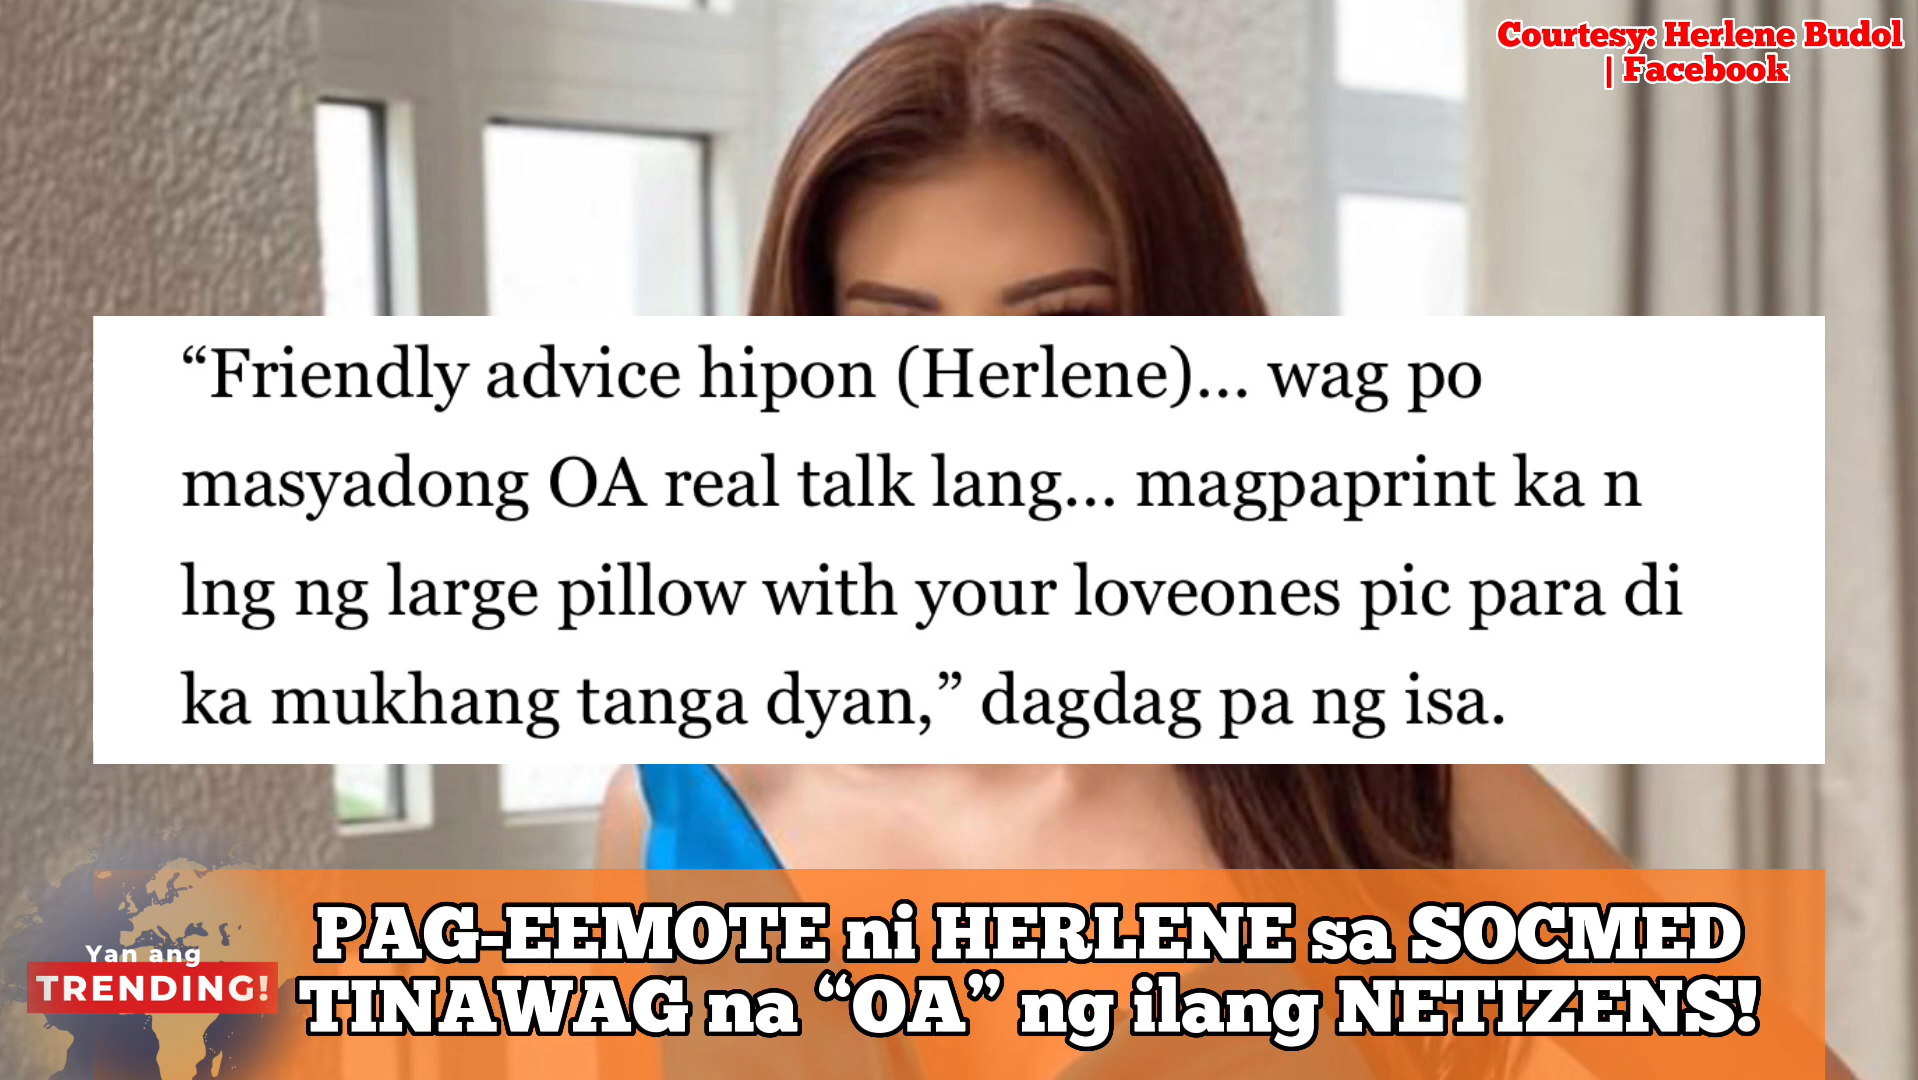 Courtesy: Herlene Budol
| Facebook
“Friendly advice hipon (Herlene)... wag po
masyadong OA real talk lang... magpaprint ka n
lng ng large pillow with your loveones pic para di
ka mukhang tanga dyan,” dagdag pa ng isa.
Yan ang
TRENDING!
PAG-EEMOTE ni HERLENE sa SOCMED
TINAWAG na “OA” ng ilang NETIZENS!